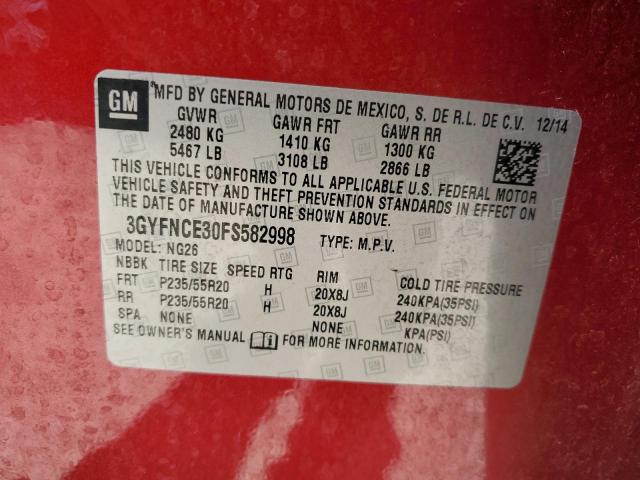 GM
MFD BY GENERAL MOTORS DE MEXICO, S. DE R.L. DE C.V. 12/14
GVWR GAWR FRT GAWR RR
2480 KG 1410 KG 1300 KG
5467 LB 3108 LB 2866 LB
THIS VEHICLE CONFORMS TO ALL APPLICABLE U.S. FEDERAL MOTOR
VEHICLE SAFETY AND THEFT PREVENTION STANDARDS IN EFFECT ON
THE DATE OF MANUFACTURE SHOWN ABOVE.
3GYFNCE30FS582998 TYPE: M.P.V.
MODEL: NG26
NBBK TIRE SIZE SPEED RTG RIM COLD TIRE PRESSURE
FRT P235/55R20 H 20X8J 240KPA(35PSI)
RR P235/55R20 H 20X8J 240KPA(35PSI)
SPA NONE NONE KPA(PSI)
SEE OWNER'S MANUAL FOR MORE INFORMATION.